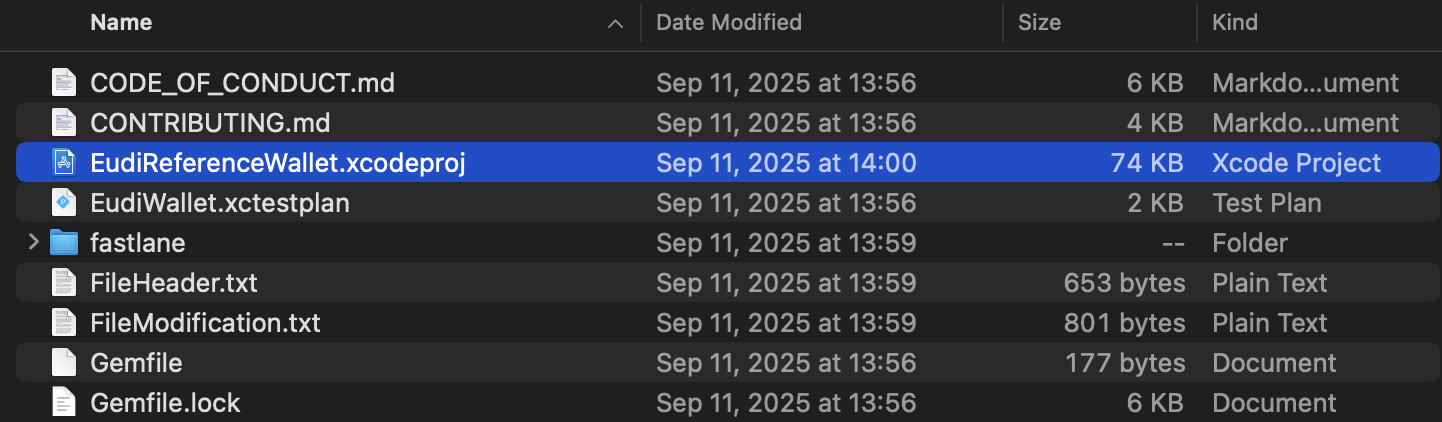 Name Date Modified Size Kind
CODE_OF_CONDUCT.md Sep 11, 2025 at 13:56 6 KB Markdo...ument
CONTRIBUTING.md Sep 11, 2025 at 13:56 4 KB Markdo...ument
EudiReferenceWallet.xcodeproj Sep 11, 2025 at 14:00 74 KB Xcode Project
EudiWallet.xctestplan Sep 11, 2025 at 13:56 2 KB Test Plan
fastlane Sep 11, 2025 at 13:59 -- Folder
FileHeader.txt Sep 11, 2025 at 13:59 653 bytes Plain Text
FileModification.txt Sep 11, 2025 at 13:59 801 bytes Plain Text
Gemfile Sep 11, 2025 at 13:56 177 bytes Document
Gemfile.lock Sep 11, 2025 at 13:56 6 KB Document